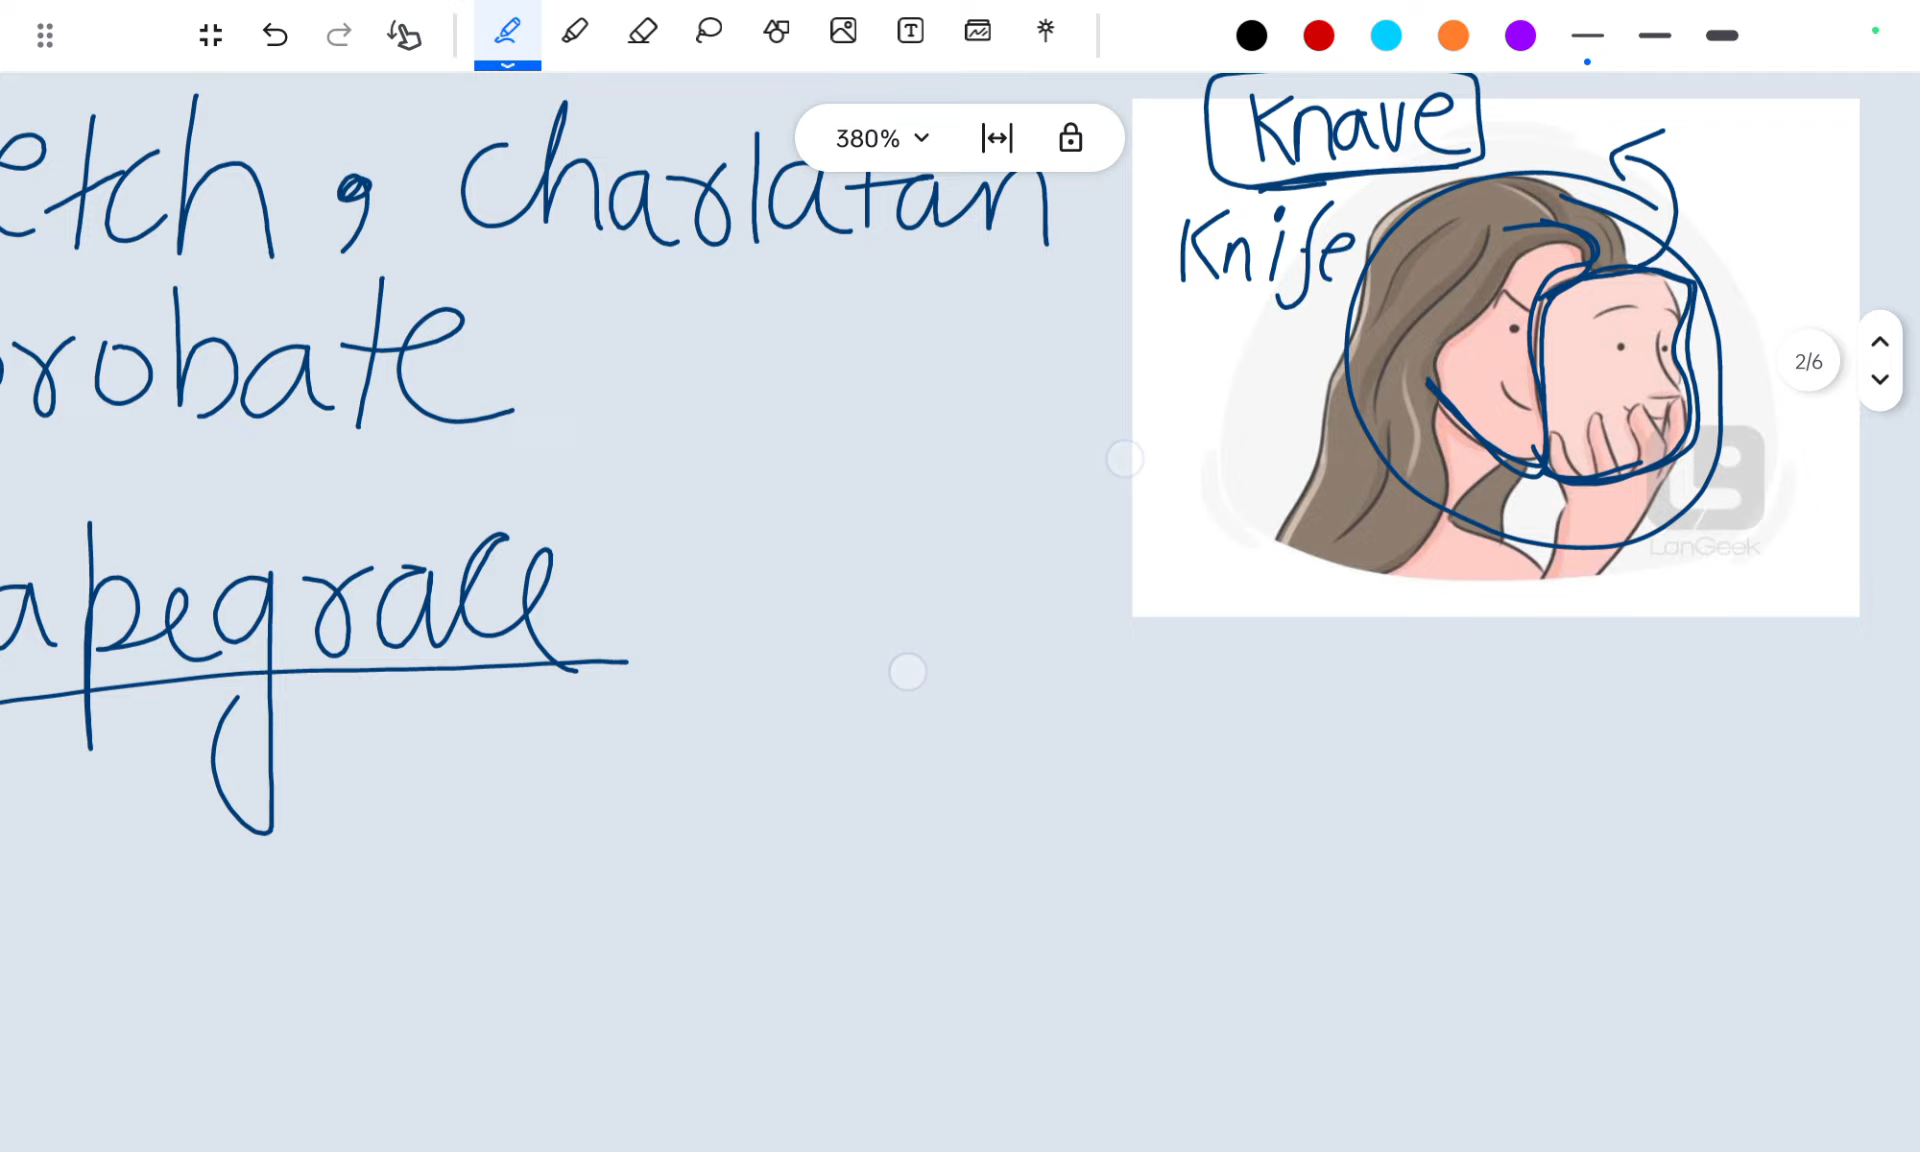 380%
Knave
etch, charlatan
Knife
robate
2/6
apegrace
LanGeek